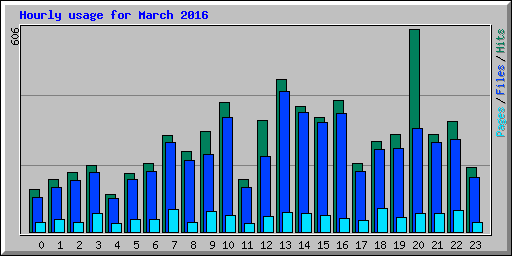 Hourly usage for March 2016
606
Pages/Files/Hits
0 1 2 3 4 5 6 7 8 9 10 11 12 13 14 15 16 17 18 19 20 21 22 23